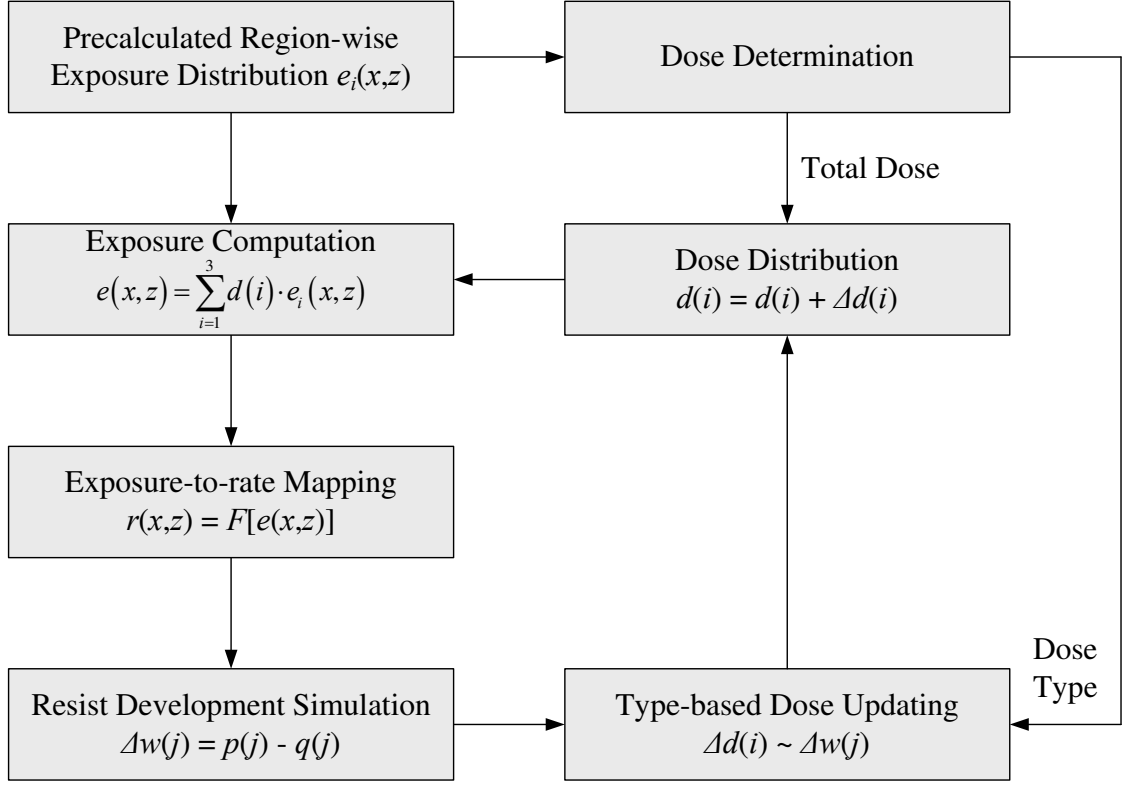 Precalculated Region-wise
Exposure Distribution e_i(x,z)
Dose Determination
Total Dose
Exposure Computation
e(x,z) = \sum_{i=1}^{3} d(i)·e_i(x,z)
Dose Distribution
d(i) = d(i) + Δd(i)
Exposure-to-rate Mapping
r(x,z) = F[e(x,z)]
Dose
Type
Resist Development Simulation
Δw(j) = p(j) - q(j)
Type-based Dose Updating
Δd(i) ~ Δw(j)